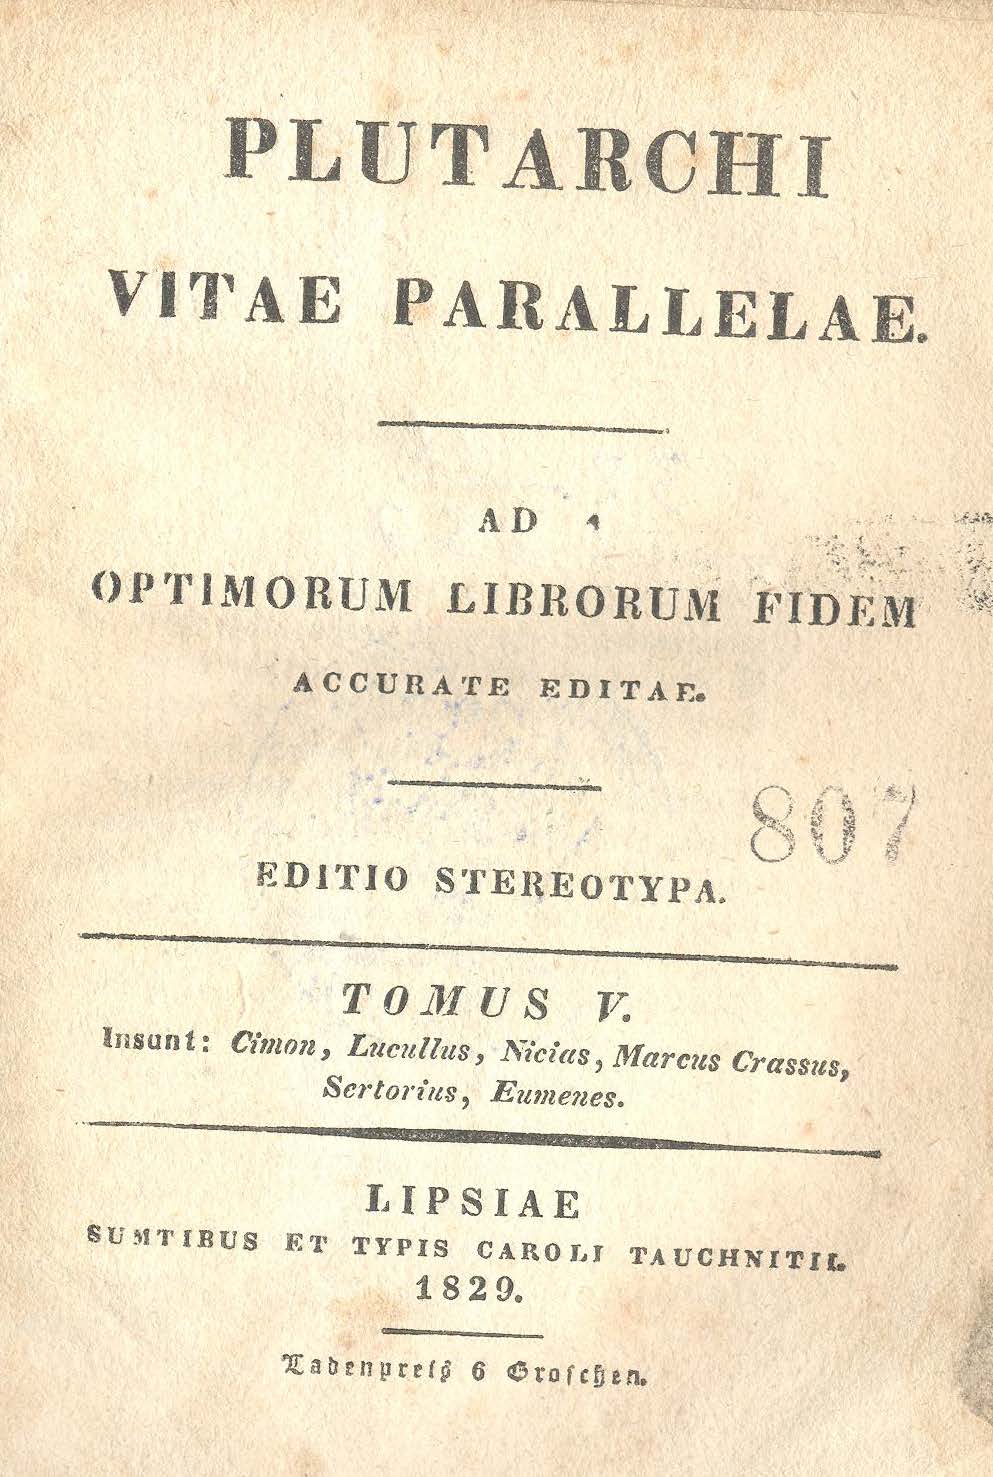 PLUTARCHI
VITAE PARALLELAE.
AD
OPTIMORUM LIBRORUM FIDEM
ACCURATE EDITAE.
807
EDITIO STEREOTYPA.
TOMUS V.
Insunt: Cimon, Lucullus, Nicias, Marcus Crassus,
Sertorius, Eumenes.
LIPSIAE
SUMTIBUS ET TYPIS CAROLI TAUCHNITII.
1829.
Ladenpreiß 6 Groschen.